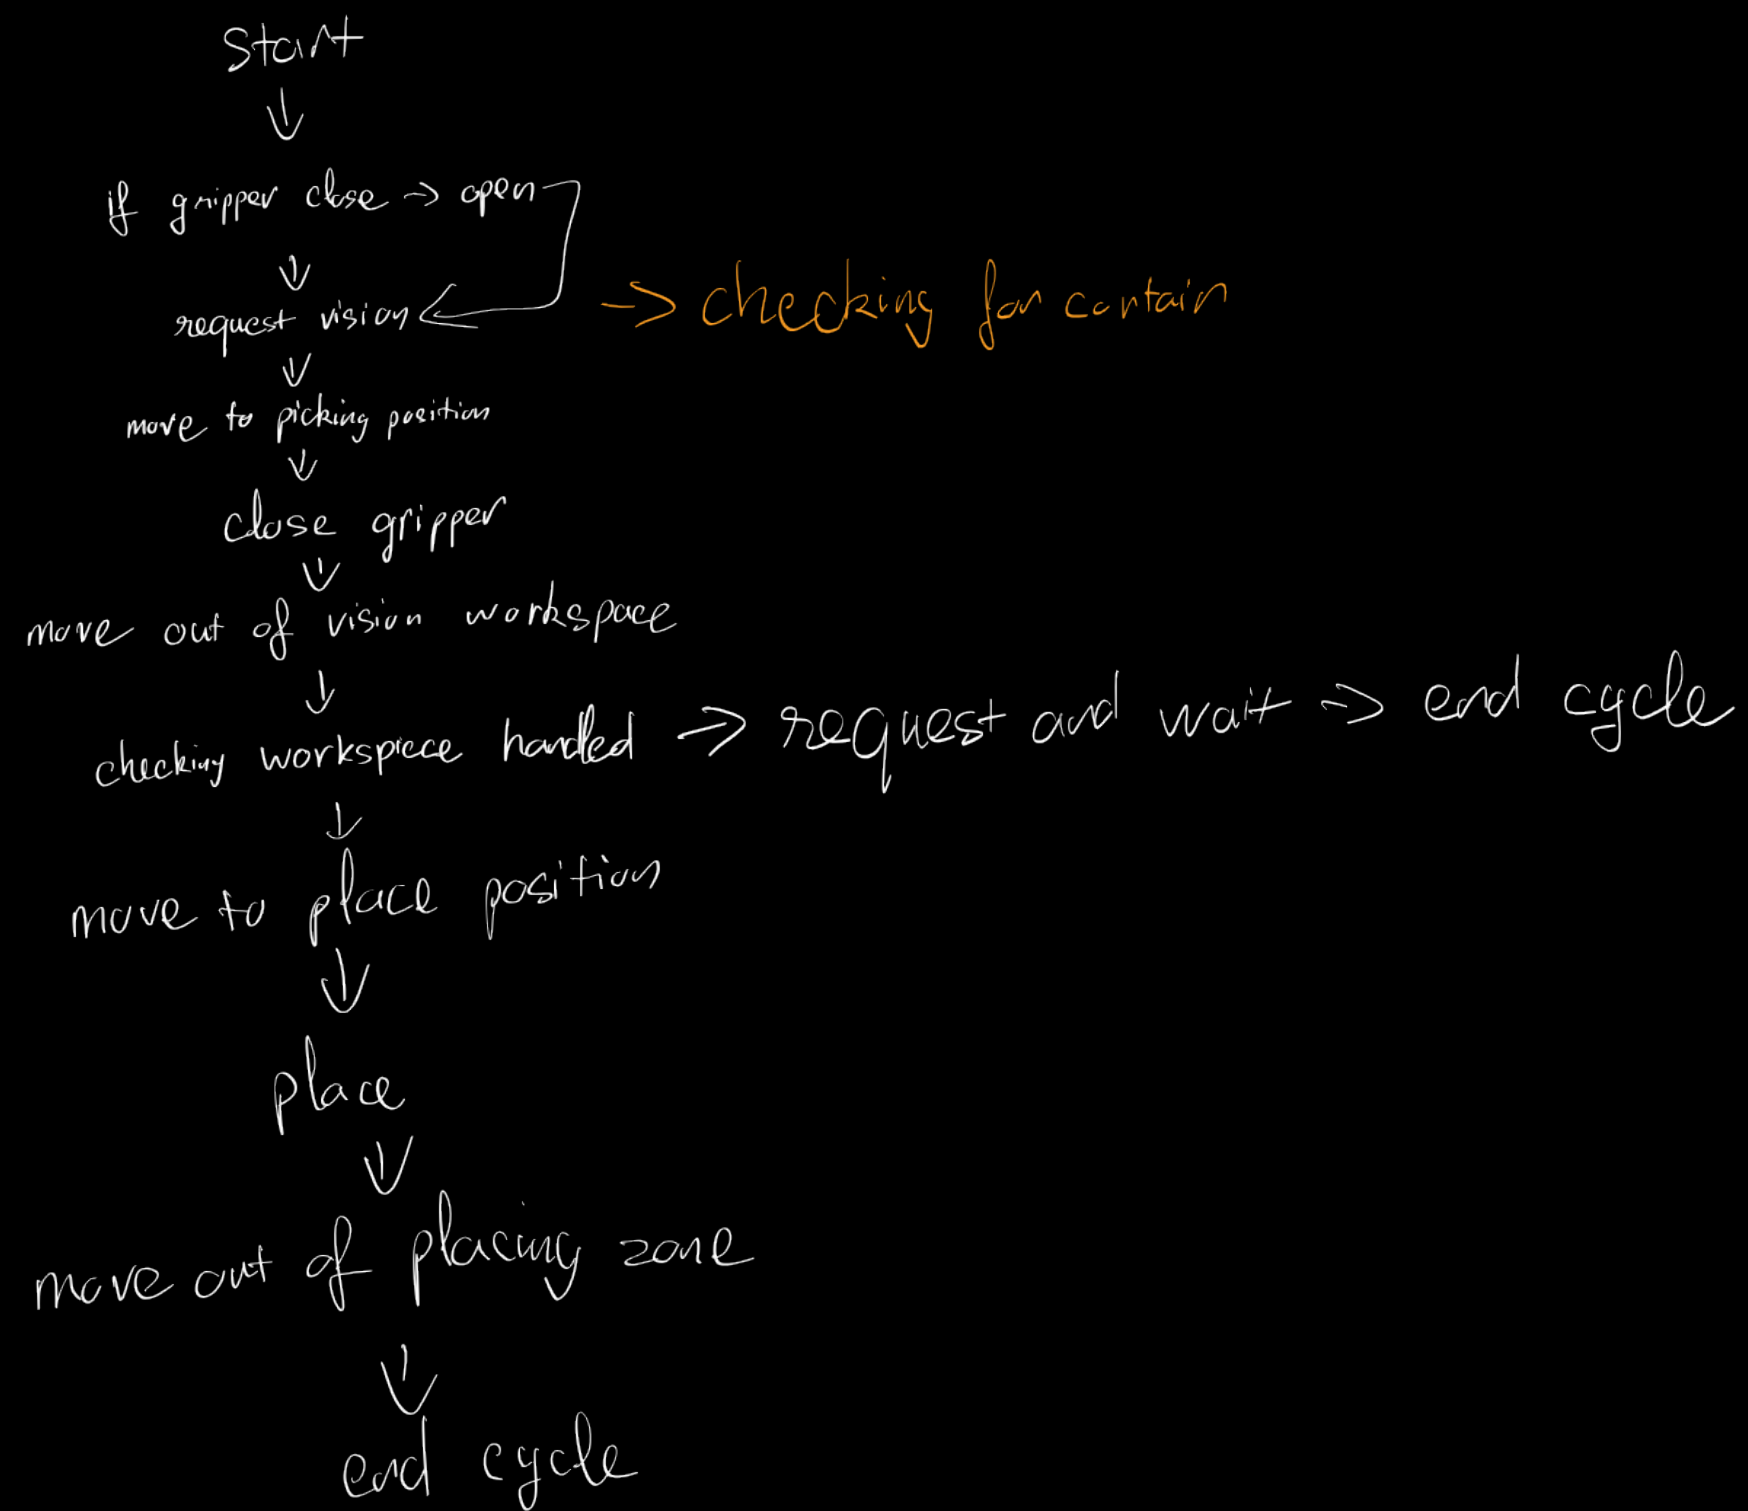 Start
if gripper close -> open
request vision -> checking for certain
move to picking position
close gripper
move out of vision workspace
checking workspiece handled -> request and wait -> end cycle
move to place position
place
move out of placing zone
end cycle